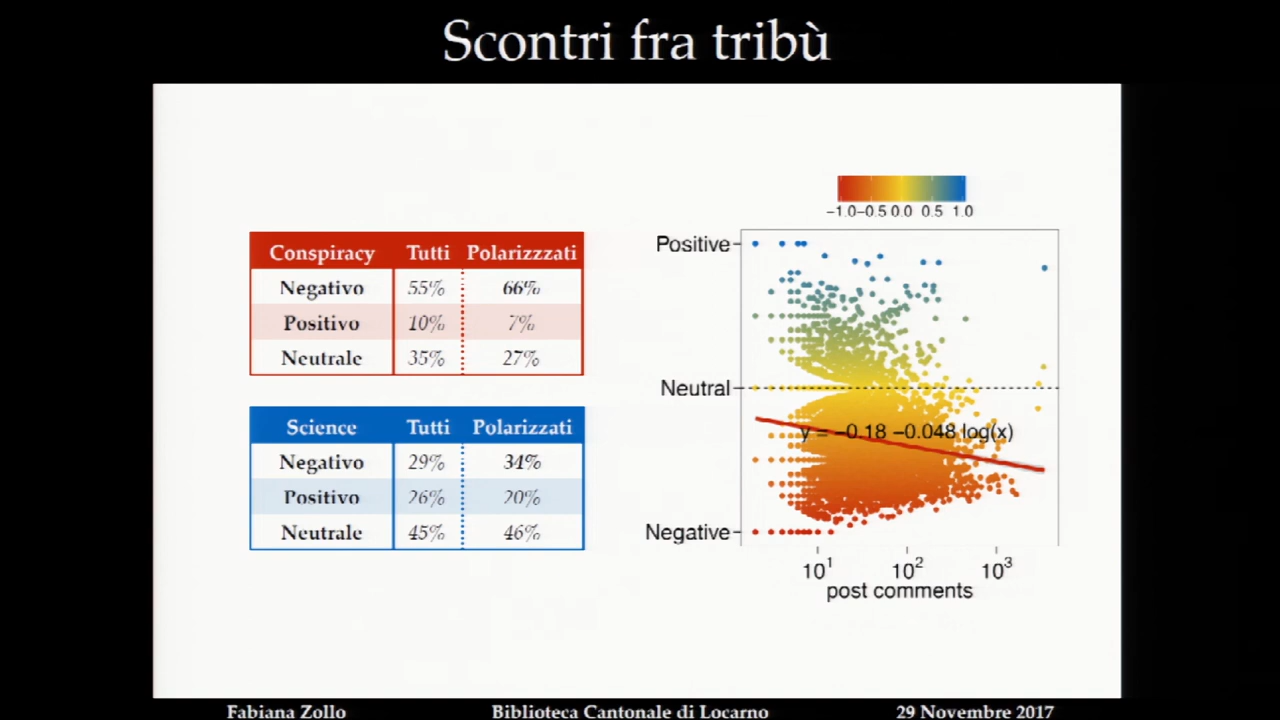 Scontri fra tribù
Conspiracy Tutti Polarizzzati
Negativo 55% 66%
Positivo 10% 7%
Neutrale 35% 27%
Science Tutti Polarizzati
Negativo 29% 34%
Positivo 26% 20%
Neutrale 45% 46%
−1.0 −0.5 0.0 0.5 1.0
Positive
Neutral
y = −0.18 −0.048 log(x)
Negative
10¹ 10² 10³
post comments
Fabiana Zollo Biblioteca Cantonale di Locarno 29 Novembre 2017